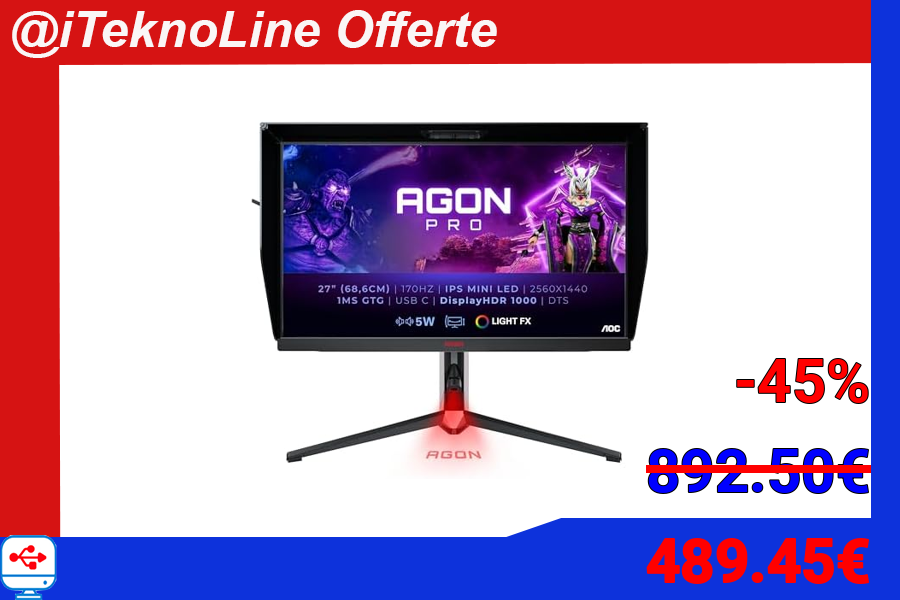 @iTeknoLine Offerte
AGON
PRO
27" (68,6CM) | 170HZ | IPS MINI LED | 2560X1440
1MS GTG | USB C | DisplayHDR 1000 | DTS
5W LIGHT FX
AOC
AGON
-45%
892.50€
489.45€